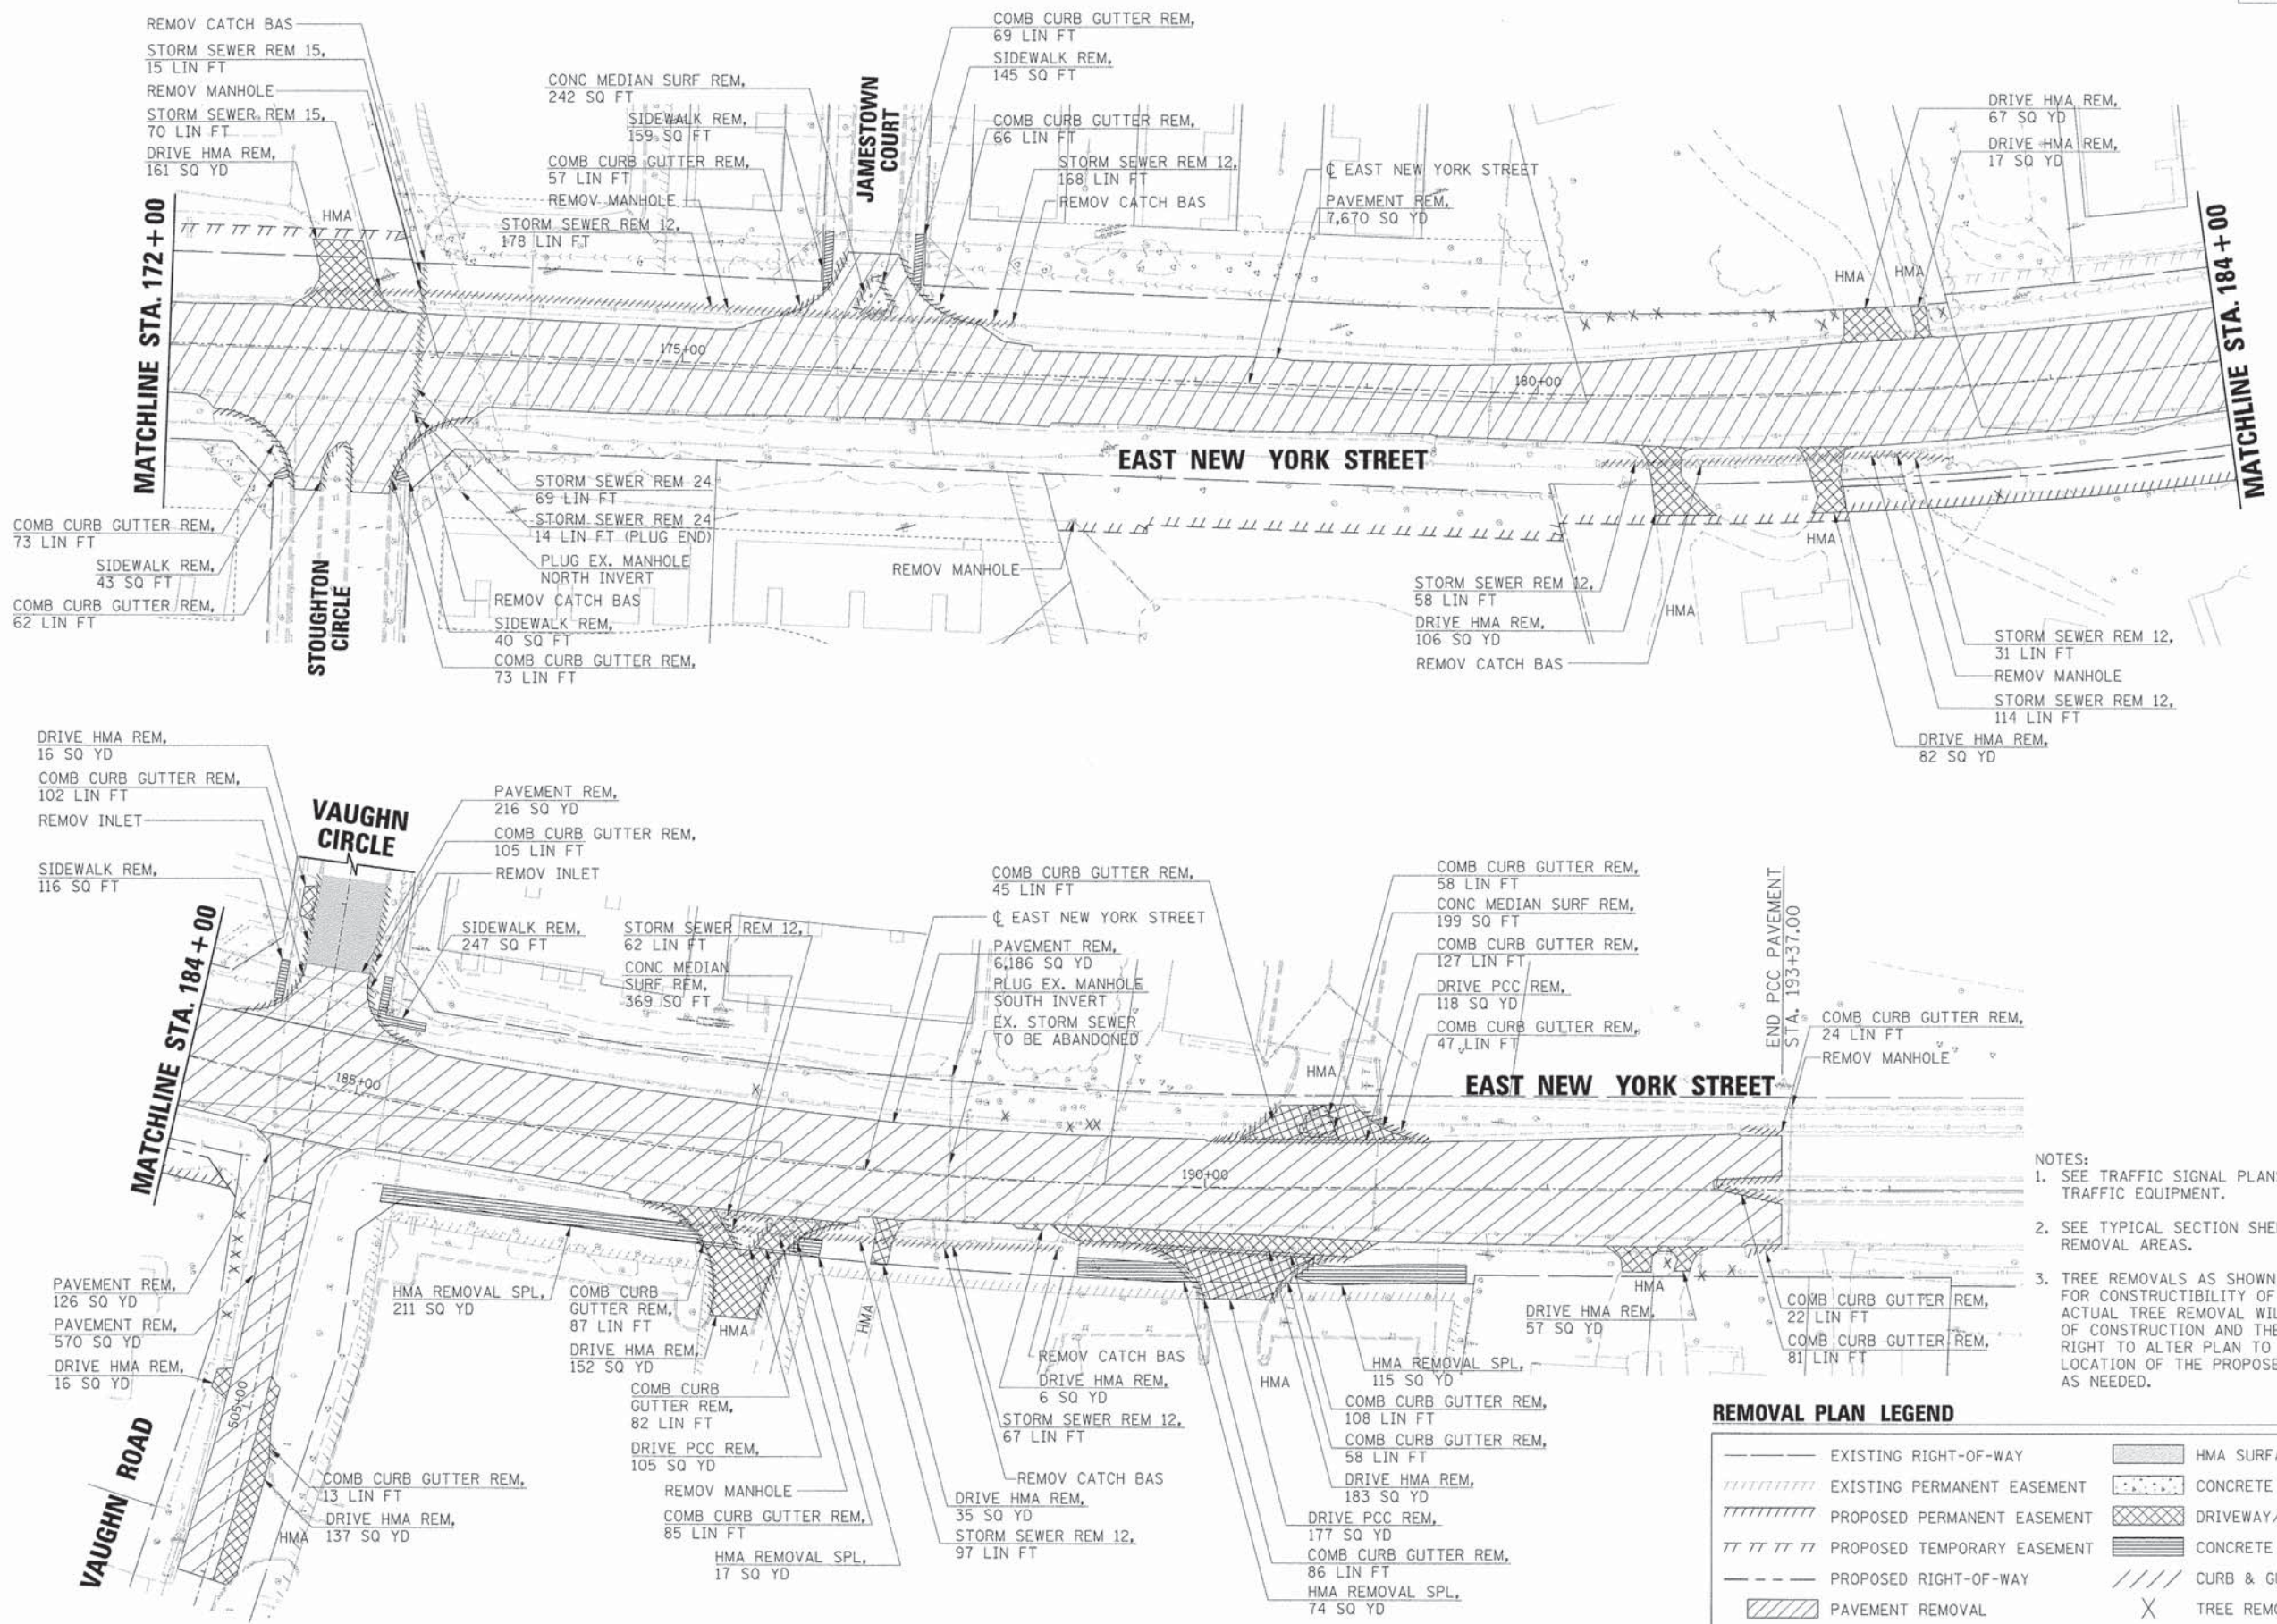 REMOV CATCH BAS
STORM SEWER REM 15,
15 LIN FT
REMOV MANHOLE
STORM SEWER REM 15,
70 LIN FT
DRIVE HMA REM,
161 SQ YD
HMA
MATCHLINE STA. 172+00
CONC MEDIAN SURF REM,
242 SQ FT
SIDEWALK REM,
159 SQ FT
COMB CURB GUTTER REM,
57 LIN FT
REMOV MANHOLE
STORM SEWER REM 12,
178 LIN FT
JAMESTOWN
COURT
COMB CURB GUTTER REM,
69 LIN FT
SIDEWALK REM,
145 SQ FT
COMB CURB GUTTER REM,
66 LIN FT
STORM SEWER REM 12,
168 LIN FT
REMOV CATCH BAS
℄ EAST NEW YORK STREET
PAVEMENT REM,
7,670 SQ YD
DRIVE HMA REM,
67 SQ YD
DRIVE HMA REM,
17 SQ YD
HMA
HMA
MATCHLINE STA. 184+00
175+00
180+00
EAST NEW YORK STREET
COMB CURB GUTTER REM,
73 LIN FT
SIDEWALK REM,
43 SQ FT
COMB CURB GUTTER REM,
62 LIN FT
STOUGHTON
CIRCLE
STORM SEWER REM 24
69 LIN FT
STORM SEWER REM 24
14 LIN FT (PLUG END)
PLUG EX. MANHOLE
NORTH INVERT
REMOV CATCH BAS
SIDEWALK REM,
40 SQ FT
COMB CURB GUTTER REM,
73 LIN FT
REMOV MANHOLE
STORM SEWER REM 12,
58 LIN FT
DRIVE HMA REM,
106 SQ YD
REMOV CATCH BAS
HMA
HMA
STORM SEWER REM 12,
31 LIN FT
REMOV MANHOLE
STORM SEWER REM 12,
114 LIN FT
DRIVE HMA REM,
82 SQ YD
DRIVE HMA REM,
16 SQ YD
COMB CURB GUTTER REM,
102 LIN FT
REMOV INLET
SIDEWALK REM,
116 SQ FT
VAUGHN
CIRCLE
PAVEMENT REM,
216 SQ YD
COMB CURB GUTTER REM,
105 LIN FT
REMOV INLET
SIDEWALK REM,
247 SQ FT
STORM SEWER REM 12,
62 LIN FT
CONC MEDIAN
SURF REM,
369 SQ FT
COMB CURB GUTTER REM,
45 LIN FT
℄ EAST NEW YORK STREET
PAVEMENT REM,
6,186 SQ YD
PLUG EX. MANHOLE
SOUTH INVERT
EX. STORM SEWER
TO BE ABANDONED
COMB CURB GUTTER REM,
58 LIN FT
CONC MEDIAN SURF REM,
199 SQ FT
COMB CURB GUTTER REM,
127 LIN FT
DRIVE PCC REM,
118 SQ YD
COMB CURB GUTTER REM,
47 LIN FT
HMA
END PCC PAVEMENT
STA. 193+37.00
COMB CURB GUTTER REM,
24 LIN FT
REMOV MANHOLE
EAST NEW YORK STREET
MATCHLINE STA. 184+00
185+00
190+00
PAVEMENT REM,
126 SQ YD
PAVEMENT REM,
570 SQ YD
DRIVE HMA REM,
16 SQ YD
505+00
VAUGHN ROAD
COMB CURB GUTTER REM,
13 LIN FT
DRIVE HMA REM,
137 SQ YD
HMA
HMA REMOVAL SPL,
211 SQ YD
COMB CURB
GUTTER REM,
87 LIN FT
DRIVE HMA REM,
152 SQ YD
HMA
COMB CURB
GUTTER REM,
82 LIN FT
DRIVE PCC REM,
105 SQ YD
REMOV MANHOLE
COMB CURB GUTTER REM,
85 LIN FT
HMA REMOVAL SPL,
17 SQ YD
HMA
REMOV CATCH BAS
DRIVE HMA REM,
6 SQ YD
STORM SEWER REM 12,
67 LIN FT
REMOV CATCH BAS
DRIVE HMA REM,
35 SQ YD
STORM SEWER REM 12,
97 LIN FT
HMA
HMA REMOVAL SPL,
115 SQ YD
COMB CURB GUTTER REM,
108 LIN FT
COMB CURB GUTTER REM,
58 LIN FT
DRIVE HMA REM,
183 SQ YD
DRIVE PCC REM,
177 SQ YD
COMB CURB GUTTER REM,
86 LIN FT
HMA REMOVAL SPL,
74 SQ YD
DRIVE HMA REM,
57 SQ YD
HMA
COMB CURB GUTTER REM,
22 LIN FT
COMB CURB GUTTER REM,
81 LIN FT
NOTES:
1. SEE TRAFFIC SIGNAL PLAN
TRAFFIC EQUIPMENT.
2. SEE TYPICAL SECTION SHE
REMOVAL AREAS.
3. TREE REMOVALS AS SHOWN
FOR CONSTRUCTIBILITY OF
ACTUAL TREE REMOVAL WIL
OF CONSTRUCTION AND THE
RIGHT TO ALTER PLAN TO
LOCATION OF THE PROPOSE
AS NEEDED.
REMOVAL PLAN LEGEND
EXISTING RIGHT-OF-WAY
EXISTING PERMANENT EASEMENT
PROPOSED PERMANENT EASEMENT
PROPOSED TEMPORARY EASEMENT
PROPOSED RIGHT-OF-WAY
PAVEMENT REMOVAL
HMA SURF
CONCRETE
DRIVEWAY/
CONCRETE
CURB & G
TREE REMO